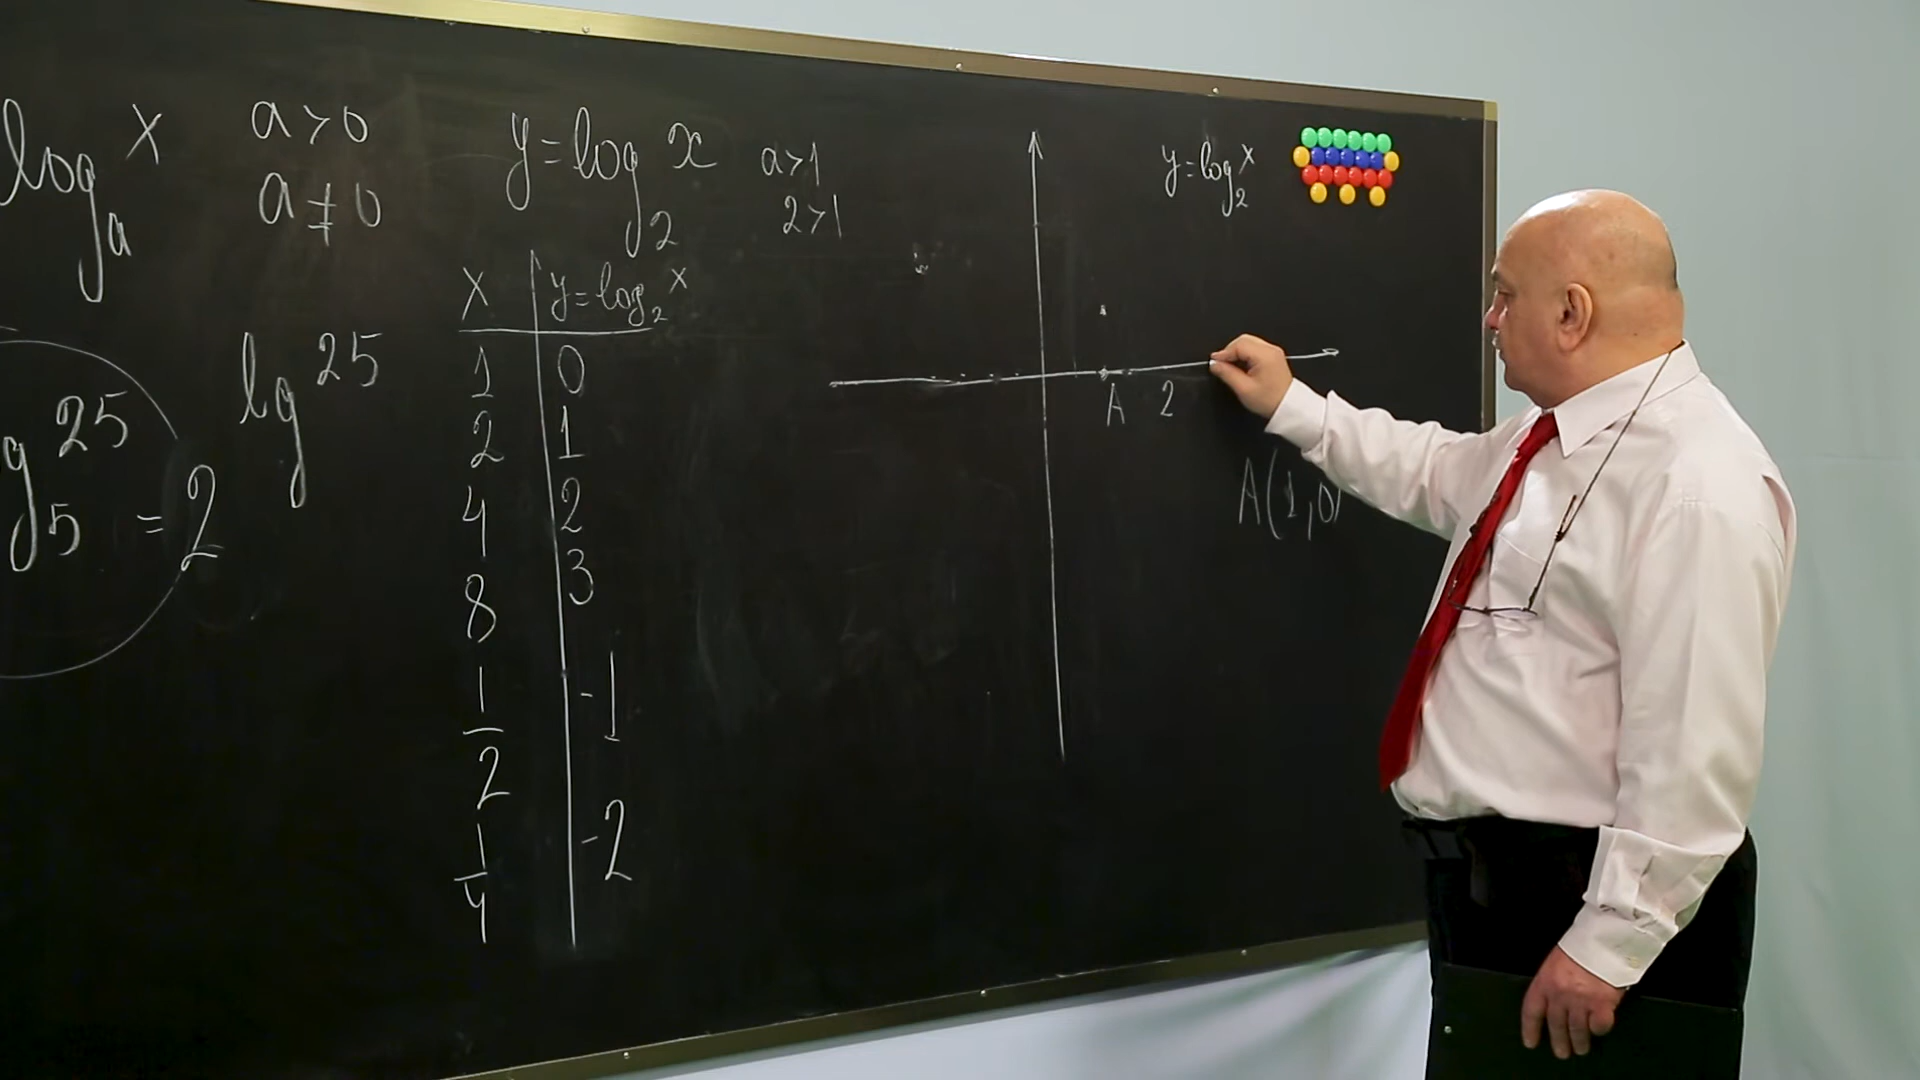 log_a x
a>0
a≠0
lg 25
g_5 25 = 2
y=log_2 x
a>1
2>1
x | y=log_2 x
1 | 0
2 | 1
4 | 2
8 | 3
1/2 | -1
1/4 | -2
y=log_2 x
A 2
A(1,0)